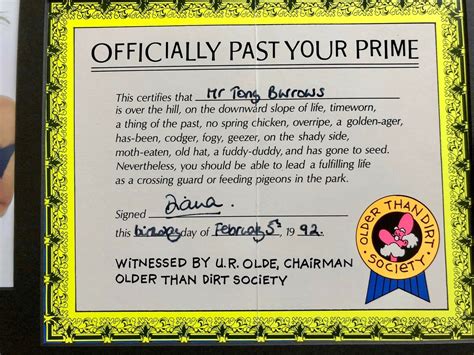 OFFICIALLY PAST YOUR PRIME
This certifies that Mr Tony Burrows
is over the hill, on the downward slope of life, timeworn,
a thing of the past, no spring chicken, overripe, a golden-ager,
has-been, codger, fogy, geezer, on the shady side,
moth-eaten, old hat, a fuddy-duddy, and has gone to seed.
Nevertheless, you should be able to lead a fulfilling life
as a crossing guard or feeding pigeons in the park.
Signed Diana.
this birthday day of February 5th, 19 92.
WITNESSED BY U.R. OLDE, CHAIRMAN
OLDER THAN DIRT SOCIETY
OLDER THAN DIRT
SOCIETY